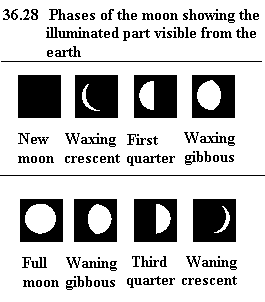 36.28 Phases of the moon showing the
illuminated part visible from the
earth
New Waxing First Waxing
moon crescent quarter gibbous
Full Waning Third Waning
moon gibbous quarter crescent